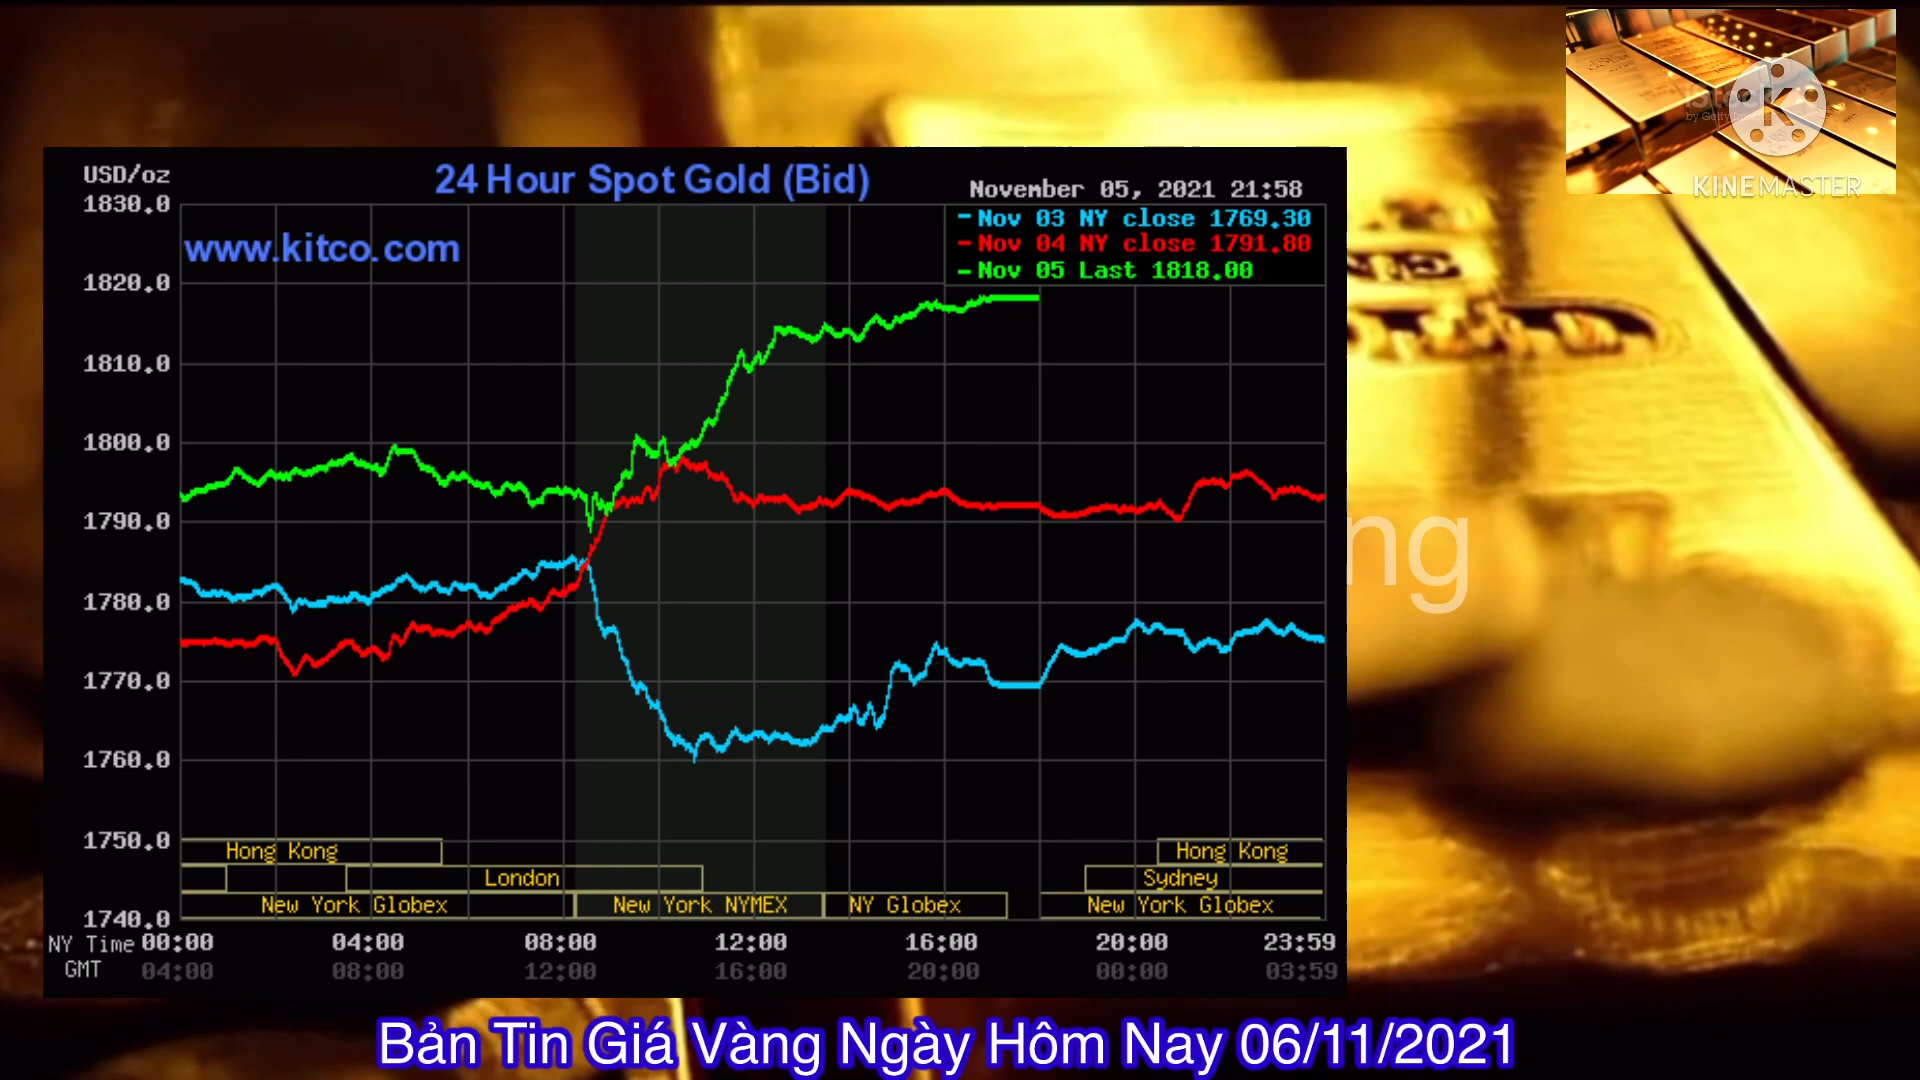 USD/oz
24 Hour Spot Gold (Bid)
November 05, 2021 21:58
www.kitco.com
Nov 03 NY close 1769.30
Nov 04 NY close 1791.80
Nov 05 Last 1818.00
1830.0
1820.0
1810.0
1800.0
1790.0
1780.0
1770.0
1760.0
1750.0
1740.0
Hong Kong
Hong Kong
London
Sydney
New York Globex
New York NYMEX
NY Globex
New York Globex
NY Time 00:00 04:00 08:00 12:00 16:00 20:00 23:59
GMT 04:00 08:00 12:00 16:00 20:00 00:00 03:59
KINEMASTER
ng
Bản Tin Giá Vàng Ngày Hôm Nay 06/11/2021